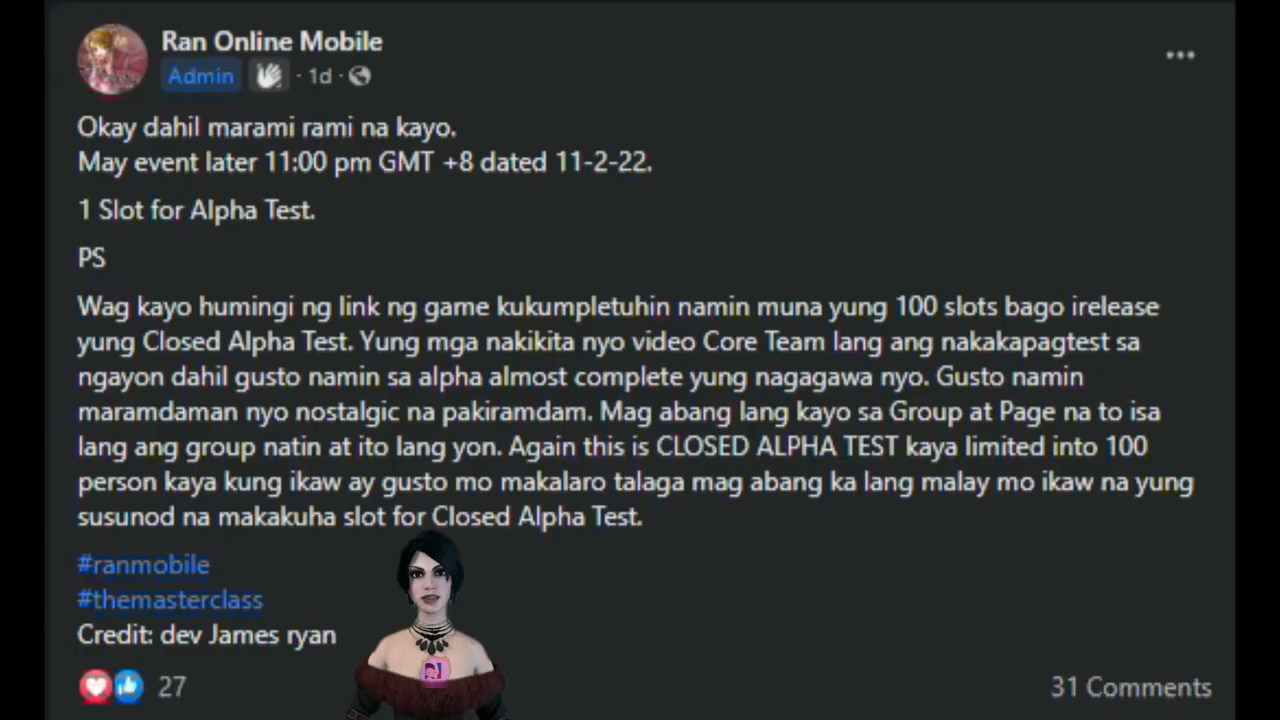 Ran Online Mobile
Admin · 1d ·
Okay dahil marami rami na kayo.
May event later 11:00 pm GMT +8 dated 11-2-22.
1 Slot for Alpha Test.
PS
Wag kayo humingi ng link ng game kukumpletuhin namin muna yung 100 slots bago irelease
yung Closed Alpha Test. Yung mga nakikita nyo video Core Team lang ang nakakapagtest sa
ngayon dahil gusto namin sa alpha almost complete yung nagagawa nyo. Gusto namin
maramdaman nyo nostalgic na pakiramdam. Mag abang lang kayo sa Group at Page na to isa
lang ang group natin at ito lang yon. Again this is CLOSED ALPHA TEST kaya limited into 100
person kaya kung ikaw ay gusto mo makalaro talaga mag abang ka lang malay mo ikaw na yung
susunod na makakuha slot for Closed Alpha Test.
#ranmobile
#themasterclass
Credit: dev James ryan
27
31 Comments